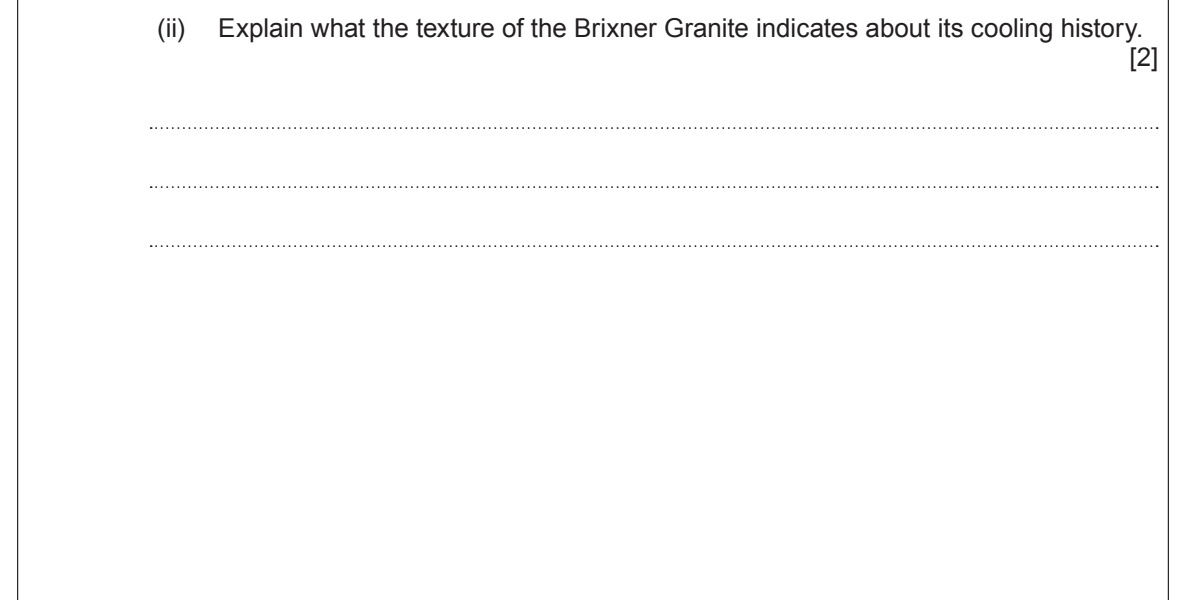 (ii) Explain what the texture of the Brixner Granite indicates about its cooling history.
[2]